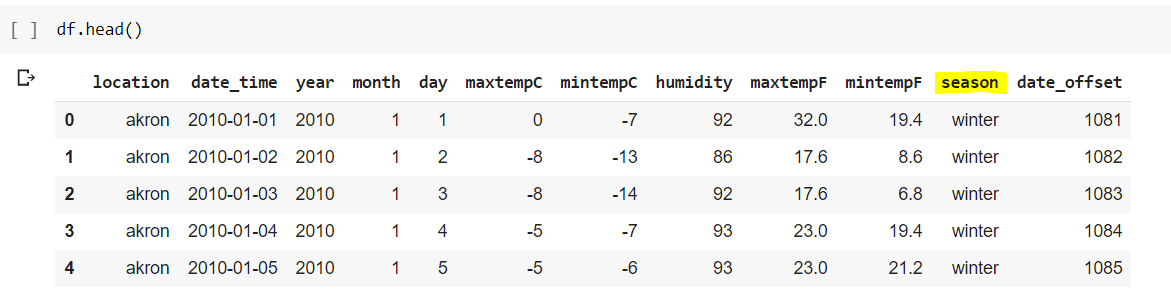 [ ] df.head()
location date_time year month day maxtempC mintempC humidity maxtempF mintempF season date_offset
0 akron 2010-01-01 2010 1 1 0 -7 92 32.0 19.4 winter 1081
1 akron 2010-01-02 2010 1 2 -8 -13 86 17.6 8.6 winter 1082
2 akron 2010-01-03 2010 1 3 -8 -14 92 17.6 6.8 winter 1083
3 akron 2010-01-04 2010 1 4 -5 -7 93 23.0 19.4 winter 1084
4 akron 2010-01-05 2010 1 5 -5 -6 93 23.0 21.2 winter 1085